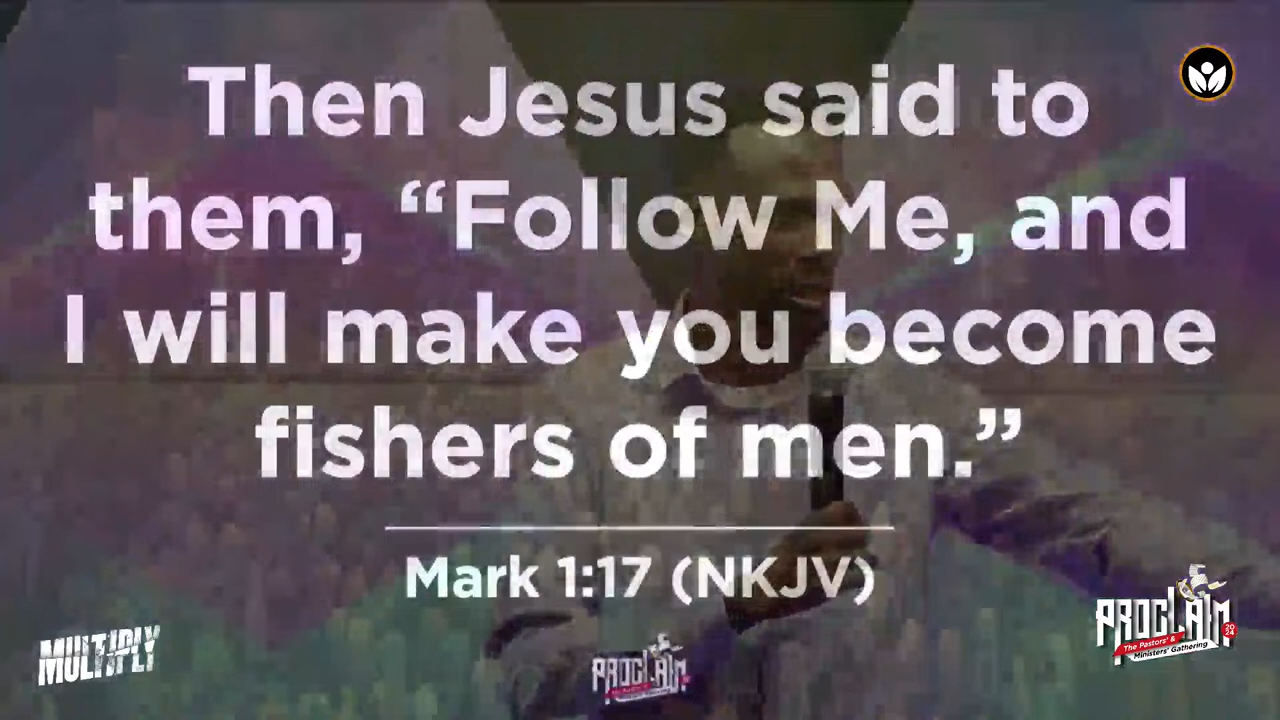 Then Jesus said to
them, “Follow Me, and
I will make you become
fishers of men.”
Mark 1:17 (NKJV)
MULTIPLY
PROCLAIM
The Pastors' &
Ministers' Gathering
2024
PROCLAIM